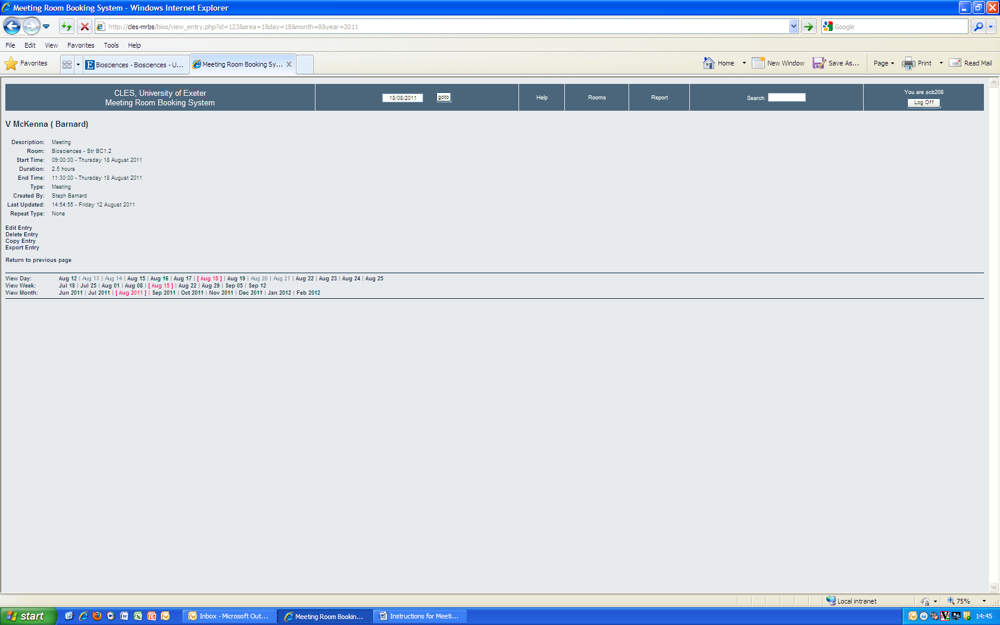 Meeting Room Booking System - Windows Internet Explorer
http://cles-mrbs/bios/view_entry.php?id=123&area=1&day=18&month=8&year=2011
Google
File Edit View Favorites Tools Help
Favorites
Biosciences - Biosciences - U...
Meeting Room Booking Sy...
Home New Window Save As... Page Print Read Mail
CLES, University of Exeter
Meeting Room Booking System
18/08/2011 goto
Help
Rooms
Report
Search:
You are scb208
Log Off
V McKenna ( Barnard)
Description: Meeting
Room: Biosciences - Str BC1.2
Start Time: 09:00:00 - Thursday 18 August 2011
Duration: 2.5 hours
End Time: 11:30:00 - Thursday 18 August 2011
Type: Meeting
Created By: Steph Barnard
Last Updated: 14:54:55 - Friday 12 August 2011
Repeat Type: None
Edit Entry
Delete Entry
Copy Entry
Export Entry
Return to previous page
View Day: Aug 12 | Aug 13 | Aug 14 | Aug 15 | Aug 16 | Aug 17 | [ Aug 18 ] | Aug 19 | Aug 20 | Aug 21 | Aug 22 | Aug 23 | Aug 24 | Aug 25
View Week: Jul 18 | Jul 25 | Aug 01 | Aug 08 | [ Aug 15 ] | Aug 22 | Aug 29 | Sep 05 | Sep 12
View Month: Jun 2011 | Jul 2011 | [ Aug 2011 ] | Sep 2011 | Oct 2011 | Nov 2011 | Dec 2011 | Jan 2012 | Feb 2012
Local intranet
75%
start
Inbox - Microsoft Out...
Meeting Room Bookin...
Instructions for Meeti...
14:45